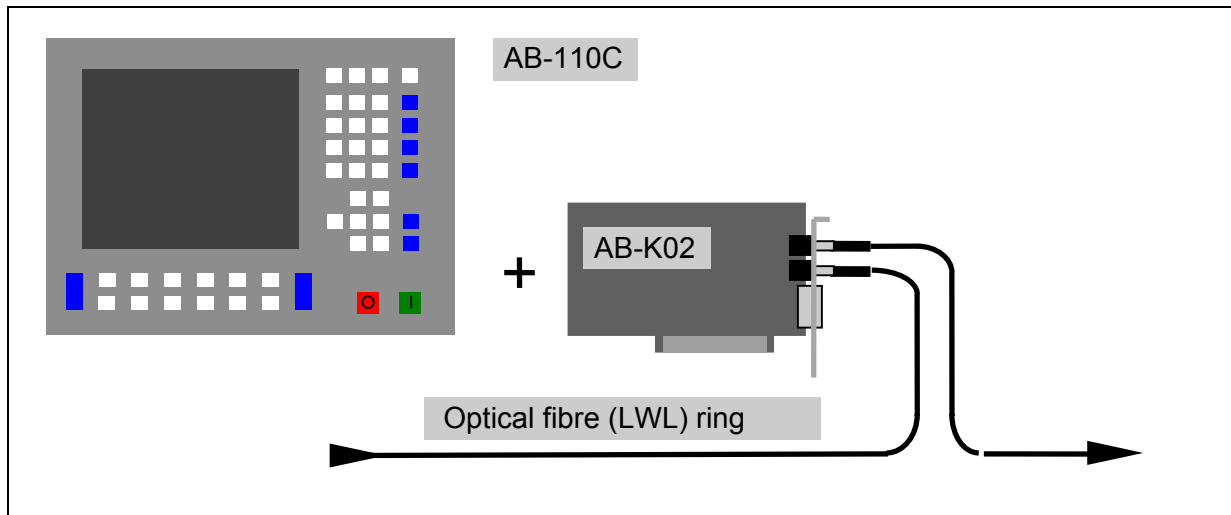 AB-110C
AB-K02
+
Optical fibre (LWL) ring
O
I